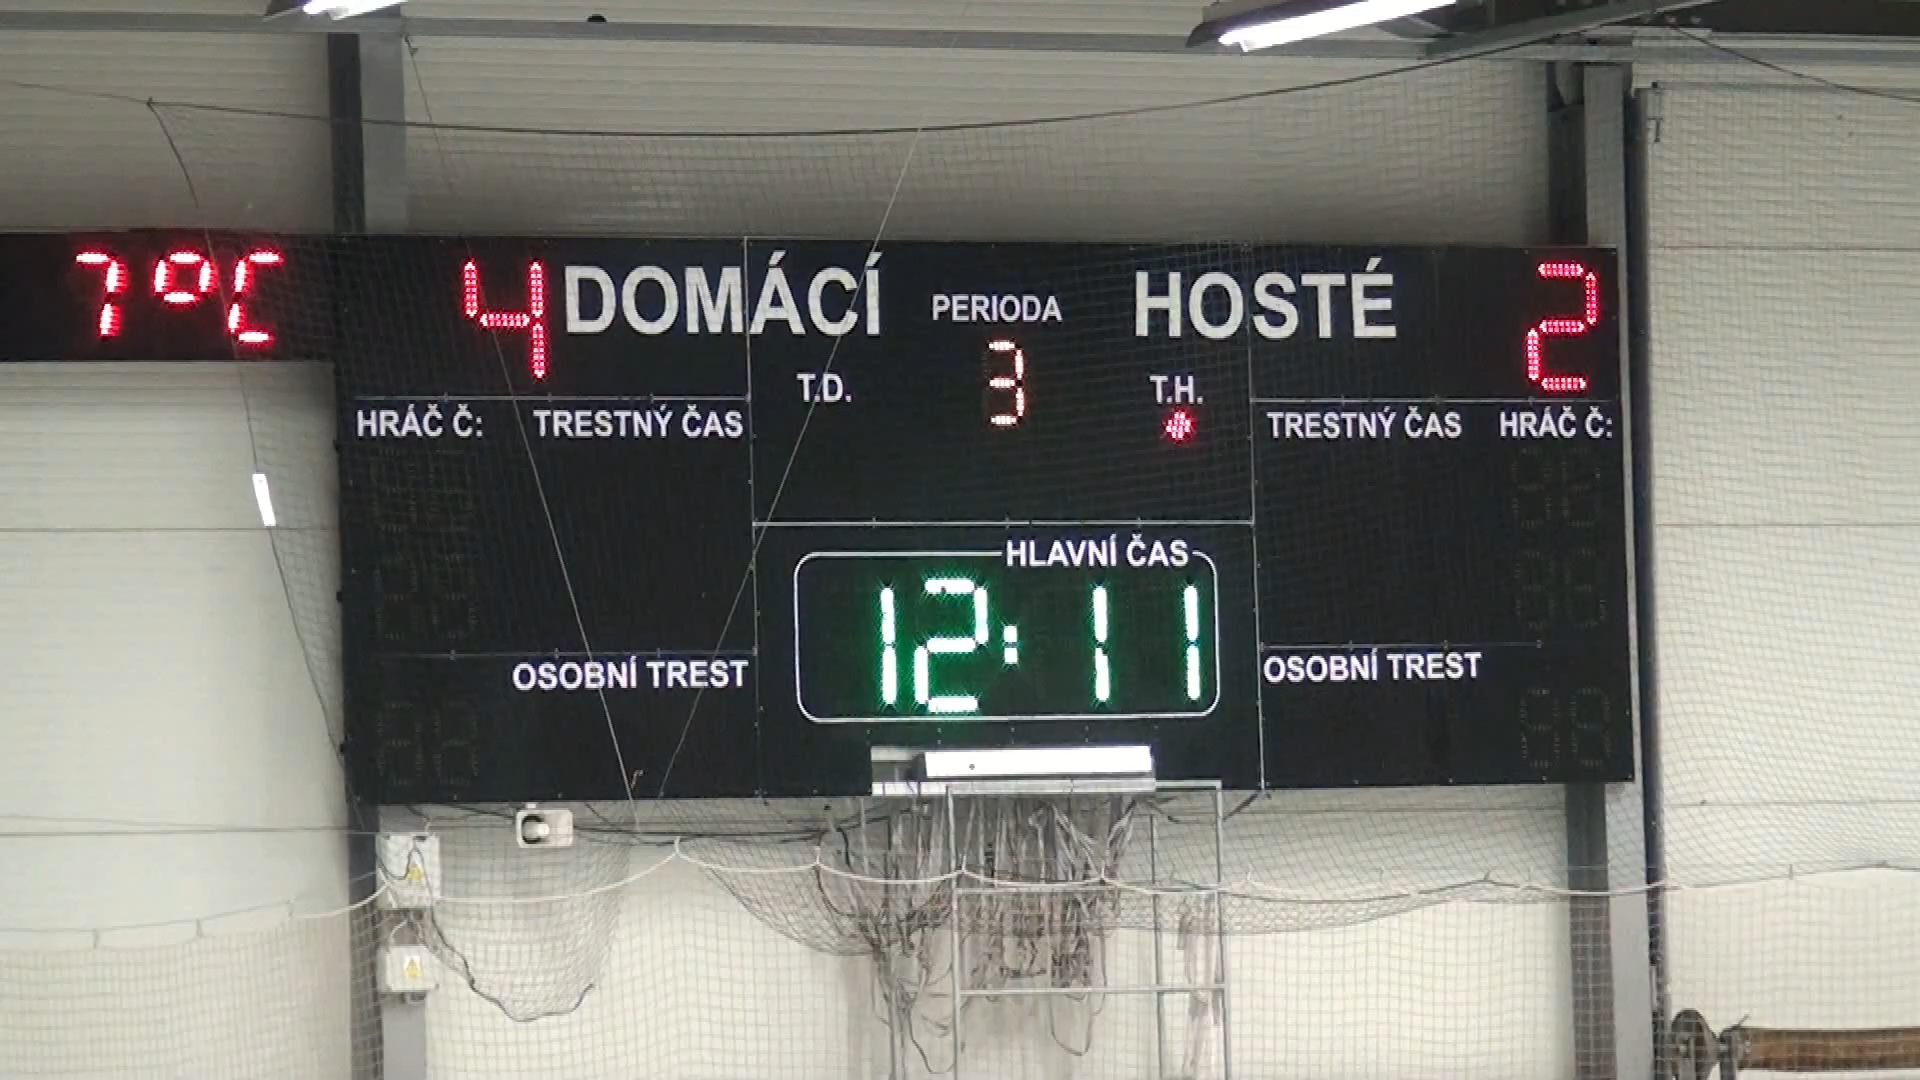 7°C
4 DOMÁCÍ PERIODA HOSTÉ 2
3
T.D. T.H.
HRÁČ Č: TRESTNÝ ČAS TRESTNÝ ČAS HRÁČ Č:
HLAVNÍ ČAS
12:11
OSOBNÍ TREST OSOBNÍ TREST